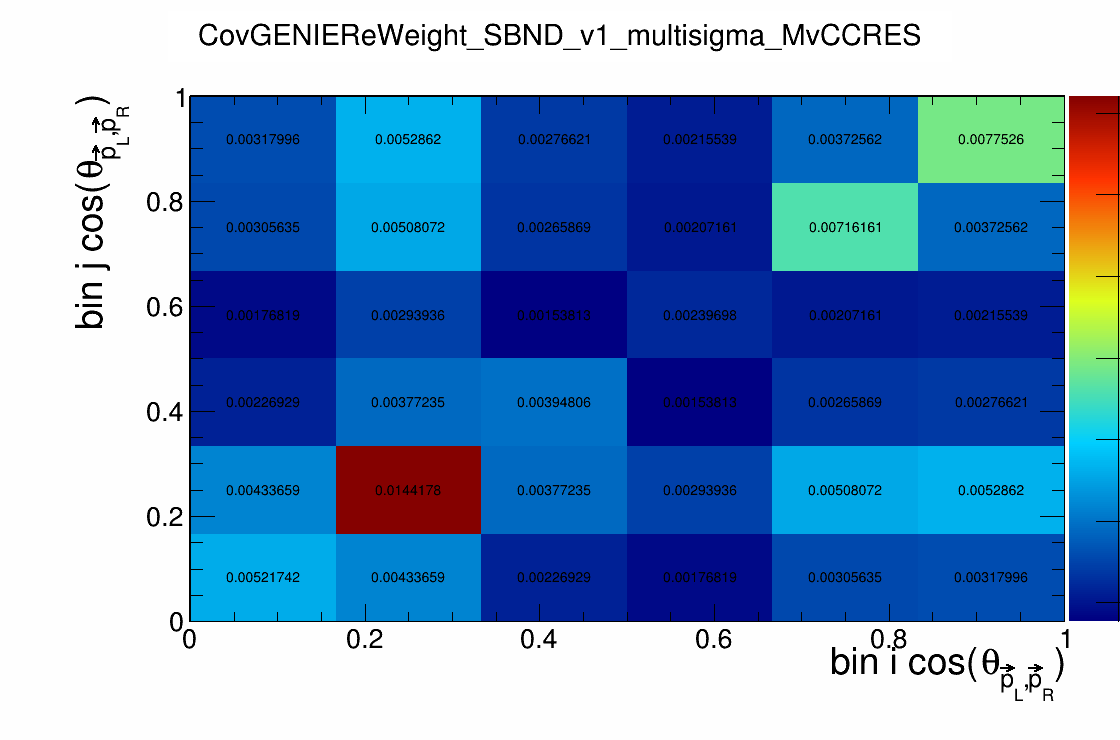 CovGENIEReWeight_SBND_v1_multisigma_MvCCRES
bin j cos(θ p⃗L,p⃗R)
1
0.8
0.6
0.4
0.2
0
0.00317996 0.0052862 0.00276621 0.00215539 0.00372562 0.0077526
0.00305635 0.00508072 0.00265869 0.00207161 0.00716161 0.00372562
0.00176819 0.00293936 0.00153813 0.00239698 0.00207161 0.00215539
0.00226929 0.00377235 0.00394806 0.00153813 0.00265869 0.00276621
0.00433659 0.0144178 0.00377235 0.00293936 0.00508072 0.0052862
0.00521742 0.00433659 0.00226929 0.00176819 0.00305635 0.00317996
0 0.2 0.4 0.6 0.8 1
bin i cos(θ p⃗L,p⃗R)